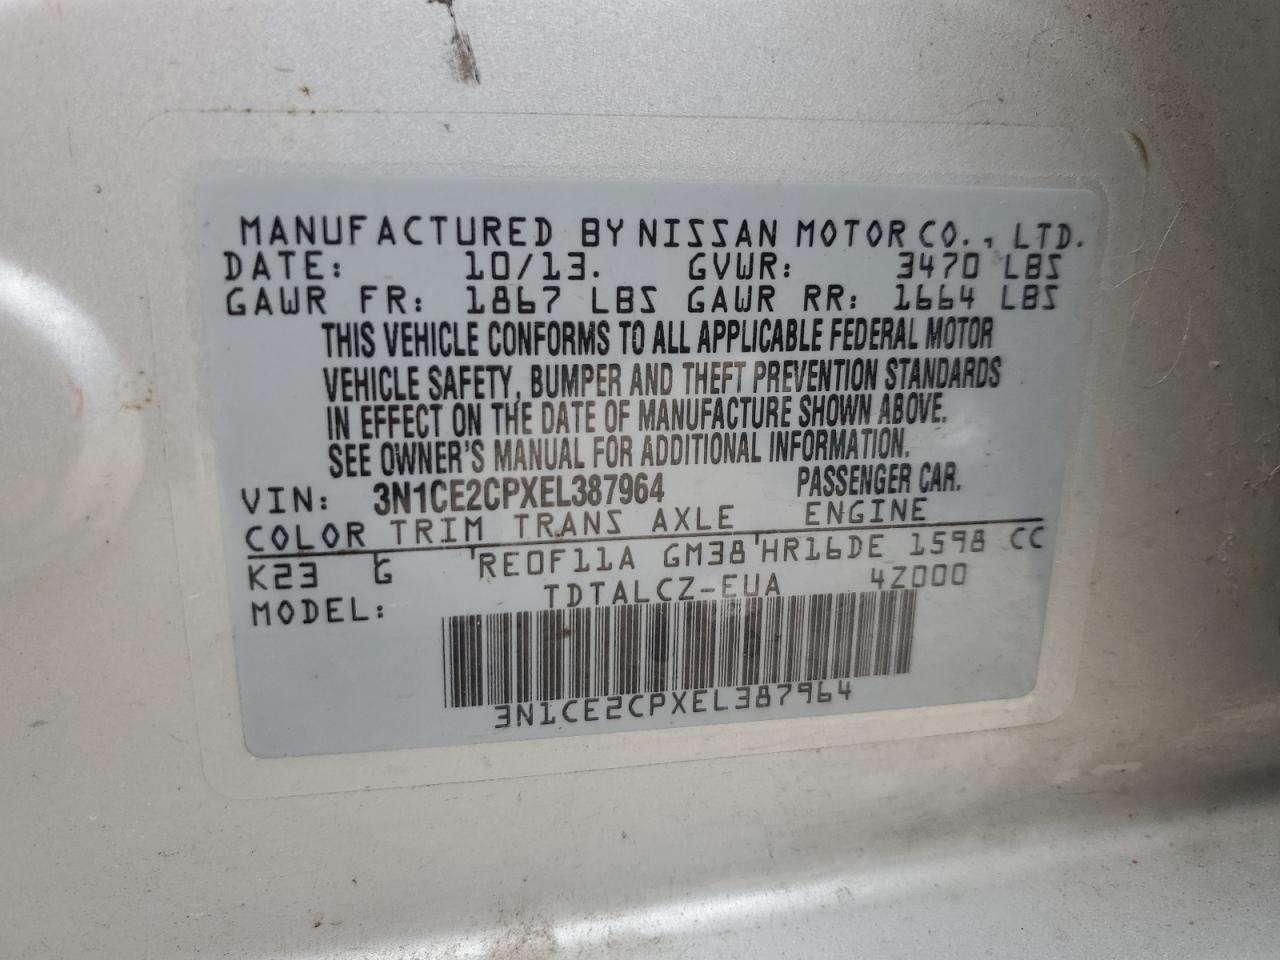 MANUFACTURED BY NISSAN MOTOR CO., LTD.
DATE: 10/13. GVWR: 3470 LBS
GAWR FR: 1867 LBS GAWR RR: 1664 LBS
THIS VEHICLE CONFORMS TO ALL APPLICABLE FEDERAL MOTOR
VEHICLE SAFETY, BUMPER AND THEFT PREVENTION STANDARDS
IN EFFECT ON THE DATE OF MANUFACTURE SHOWN ABOVE.
SEE OWNER'S MANUAL FOR ADDITIONAL INFORMATION.
VIN: 3N1CE2CPXEL387964 PASSENGER CAR.
COLOR TRIM TRANS AXLE ENGINE
K23 G RE0F11A GM38 HR16DE 1598 CC
MODEL: TDTALCZ-EUA 4Z000
3N1CE2CPXEL387964